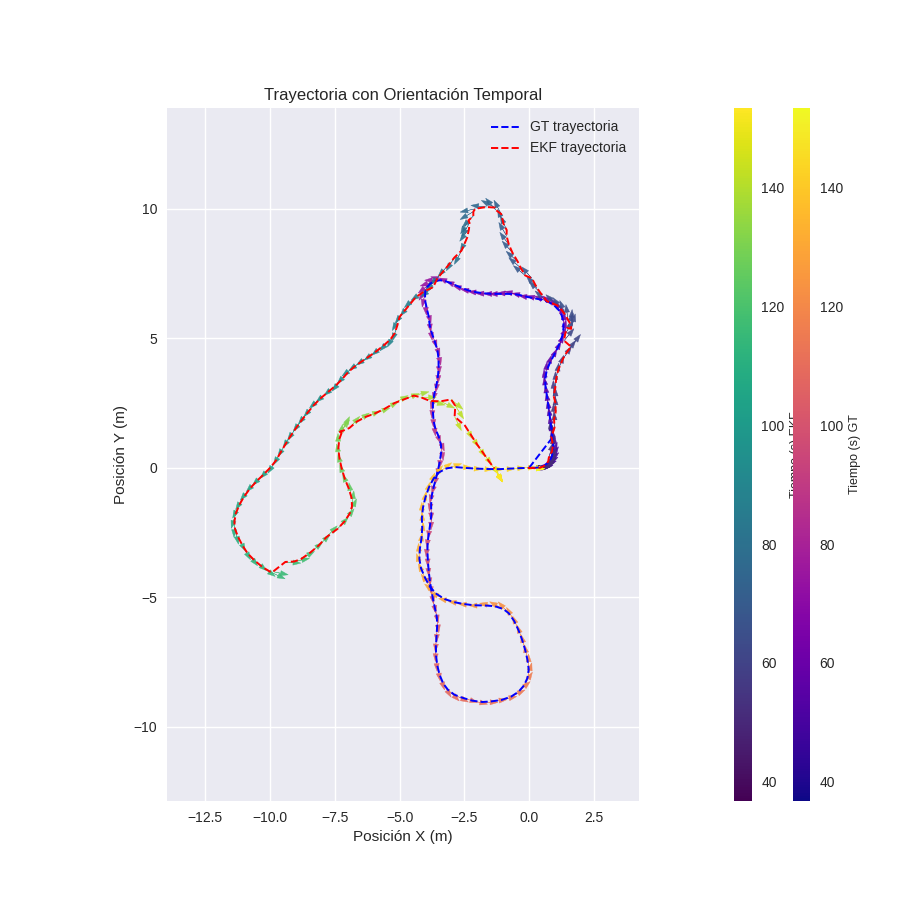 Trayectoria con Orientación Temporal
GT trayectoria
EKF trayectoria
10
5
0
−5
−10
Posición Y (m)
−12.5 −10.0 −7.5 −5.0 −2.5 0.0 2.5
Posición X (m)
140
120
100
80
60
40
Tiempo (s) EKF
140
120
100
80
60
40
Tiempo (s) GT